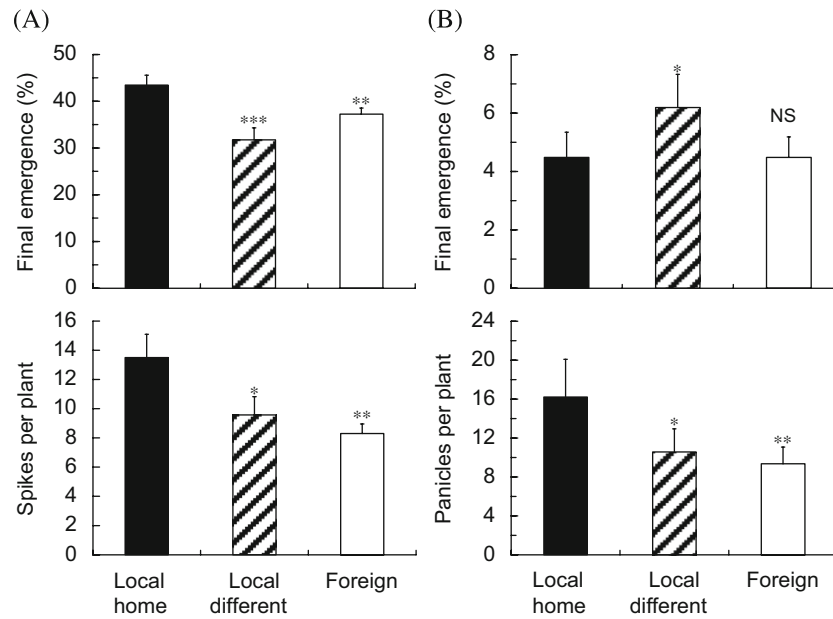 (A)
(B)
Final emergence (%)
50
40
30
20
10
0
***
**
Final emergence (%)
8
6
4
2
0
*
NS
Spikes per plant
16
14
12
10
8
6
4
2
0
*
**
Panicles per plant
24
20
16
12
8
4
0
*
**
Local
home
Local
different
Foreign
Local
home
Local
different
Foreign